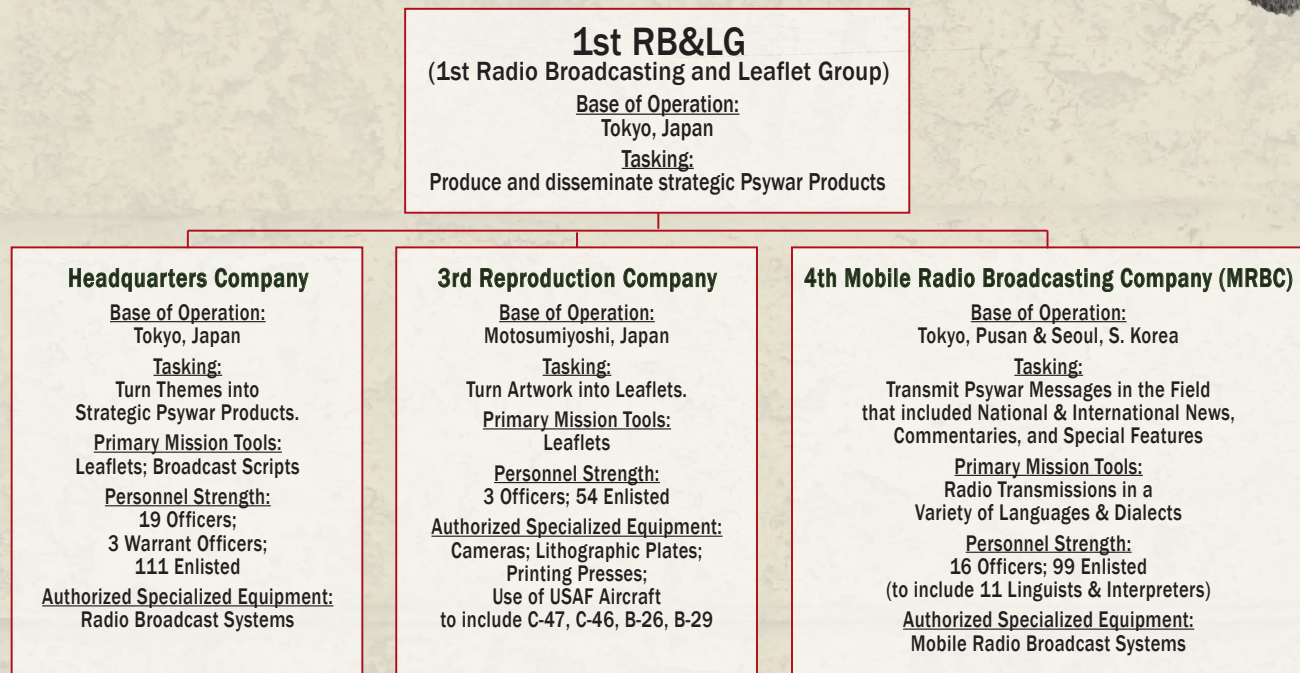 1st RB&LG
(1st Radio Broadcasting and Leaflet Group)
Base of Operation:
Tokyo, Japan
Tasking:
Produce and disseminate strategic Psywar Products
Headquarters Company
Base of Operation:
Tokyo, Japan
Tasking:
Turn Themes into
Strategic Psywar Products.
Primary Mission Tools:
Leaflets; Broadcast Scripts
Personnel Strength:
19 Officers;
3 Warrant Officers;
111 Enlisted
Authorized Specialized Equipment:
Radio Broadcast Systems
3rd Reproduction Company
Base of Operation:
Motosumiyoshi, Japan
Tasking:
Turn Artwork into Leaflets.
Primary Mission Tools:
Leaflets
Personnel Strength:
3 Officers; 54 Enlisted
Authorized Specialized Equipment:
Cameras; Lithographic Plates;
Printing Presses;
Use of USAF Aircraft
to include C-47, C-46, B-26, B-29
4th Mobile Radio Broadcasting Company (MRBC)
Base of Operation:
Tokyo, Pusan & Seoul, S. Korea
Tasking:
Transmit Psywar Messages in the Field
that included National & International News,
Commentaries, and Special Features
Primary Mission Tools:
Radio Transmissions in a
Variety of Languages & Dialects
Personnel Strength:
16 Officers; 99 Enlisted
(to include 11 Linguists & Interpreters)
Authorized Specialized Equipment:
Mobile Radio Broadcast Systems